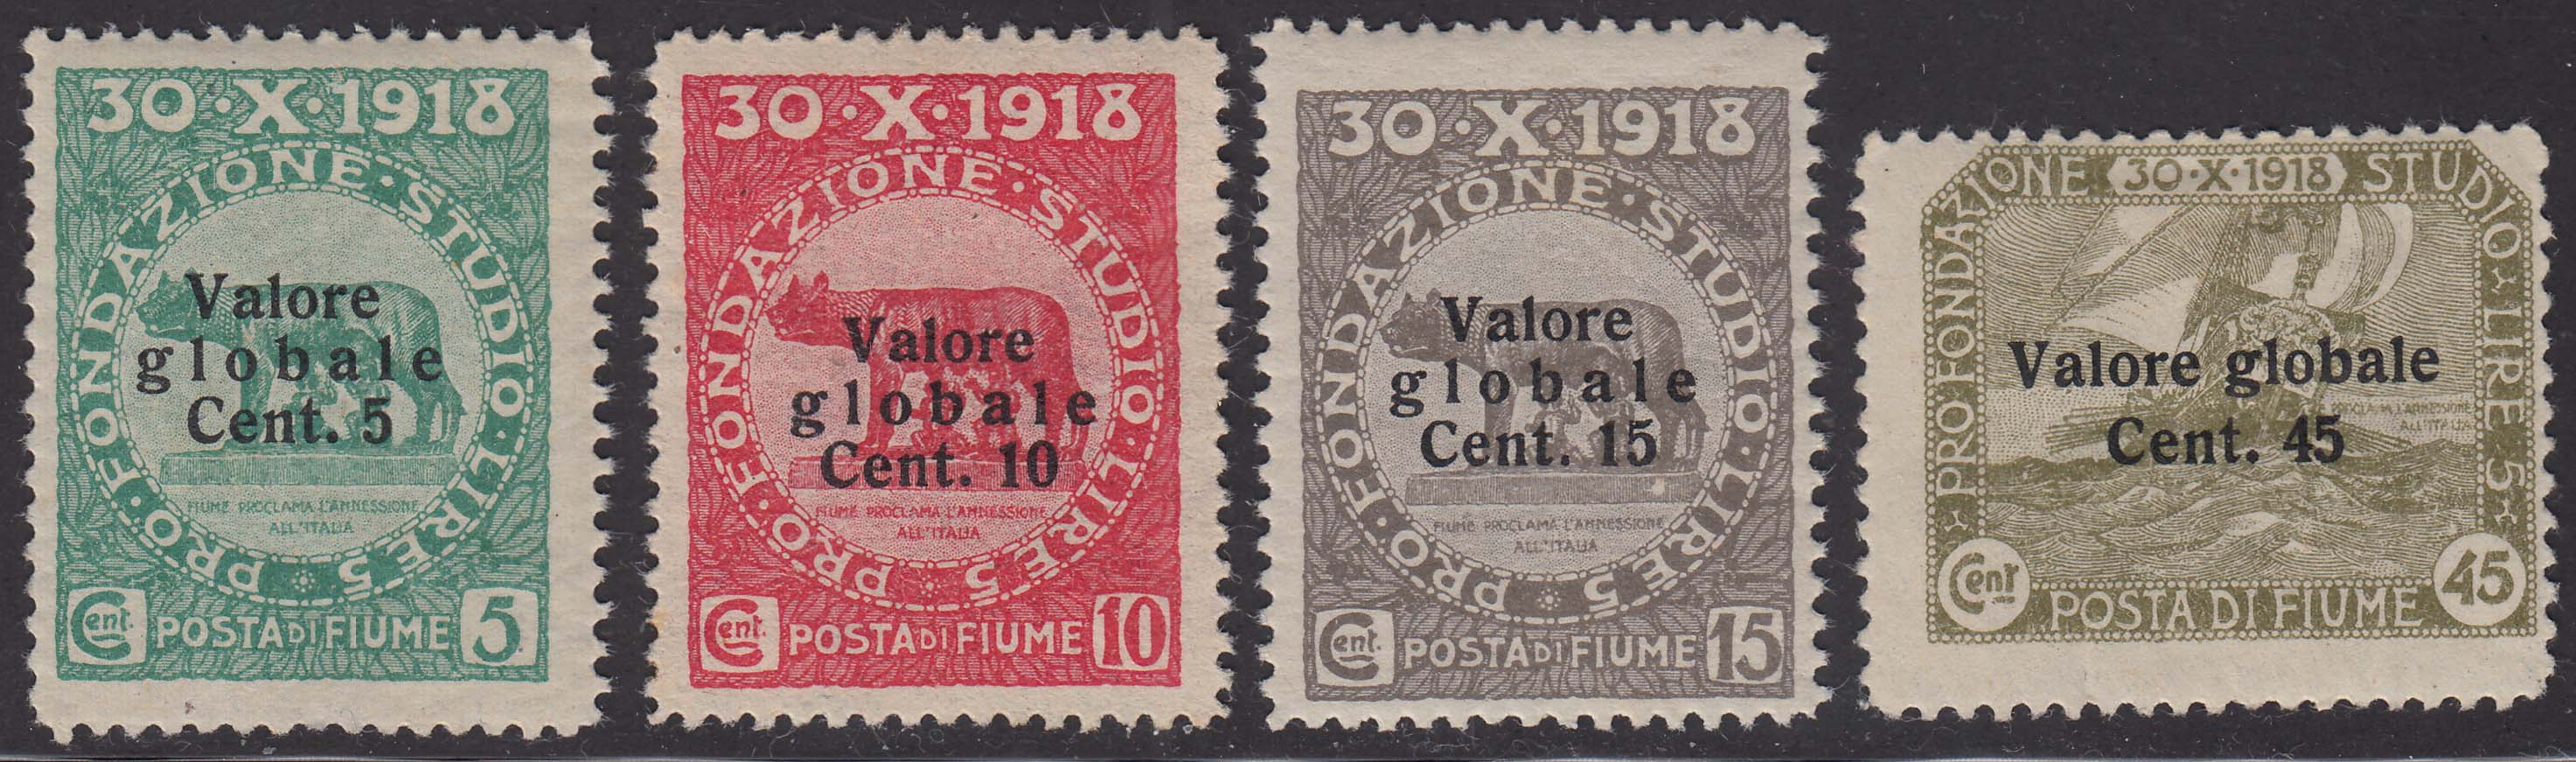 30·X·1918
PRO·FONDAZIONE·STUDIO·LIRE 5
Valore
globale
Cent. 5
FIUME PROCLAMA L'ANNESSIONE
ALL'ITALIA
Cent. POSTA DI FIUME 5
30·X·1918
PRO·FONDAZIONE·STUDIO·LIRE 5
Valore
globale
Cent. 10
FIUME PROCLAMA L'ANNESSIONE
ALL'ITALIA
Cent. POSTA DI FIUME 10
30·X·1918
PRO·FONDAZIONE·STUDIO·LIRE 5
Valore
globale
Cent. 15
FIUME PROCLAMA L'ANNESSIONE
ALL'ITALIA
Cent. POSTA DI FIUME 15
30·X·1918
PRO FONDAZIONE STUDIO LIRE 5
Valore globale
L'ANNESSIONE
ALL'ITALIA
Cent. 45
Cent POSTA DI FIUME 45